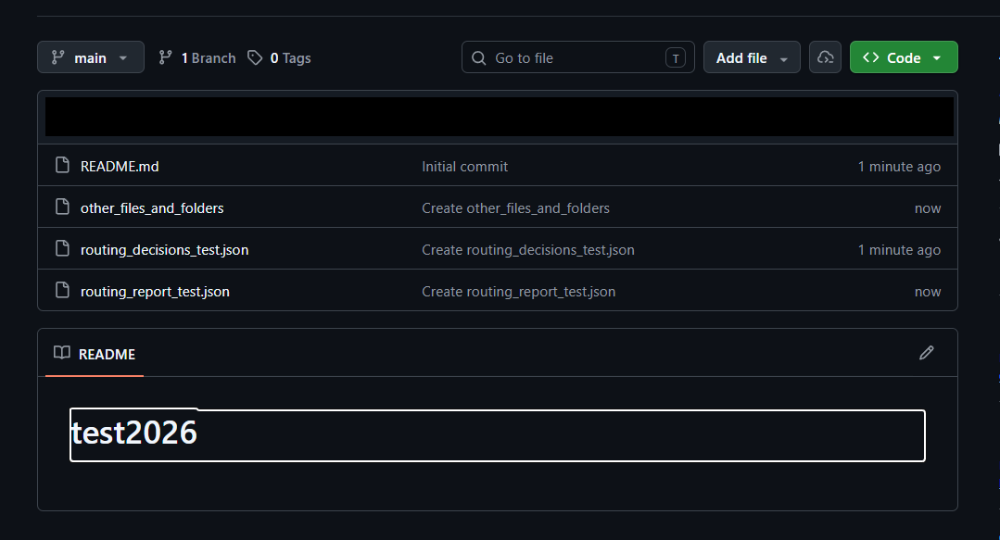 main
1 Branch
0 Tags
Go to file
T
Add file
Code
README.md
Initial commit
1 minute ago
other_files_and_folders
Create other_files_and_folders
now
routing_decisions_test.json
Create routing_decisions_test.json
1 minute ago
routing_report_test.json
Create routing_report_test.json
now
README
test2026